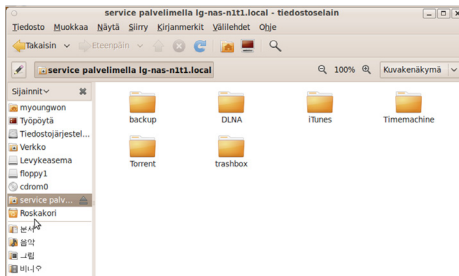 service palvelimella lg-nas-n1t1.local - tiedostoselain
Tiedosto Muokkaa Näytä Siirry Kirjanmerkit Välilehdet Ohje
Takaisin Eteenpäin
service palvelimella lg-nas-n1t1.local 100% Kuvakenäkymä
Sijainnit
myoungwon
Työpöytä
Tiedostojärjestel...
Verkko
Levykeasema
floppy1
cdrom0
service palv...
Roskakori
문서
음악
그림
비디오
backup DLNA iTunes Timemachine
Torrent trashbox